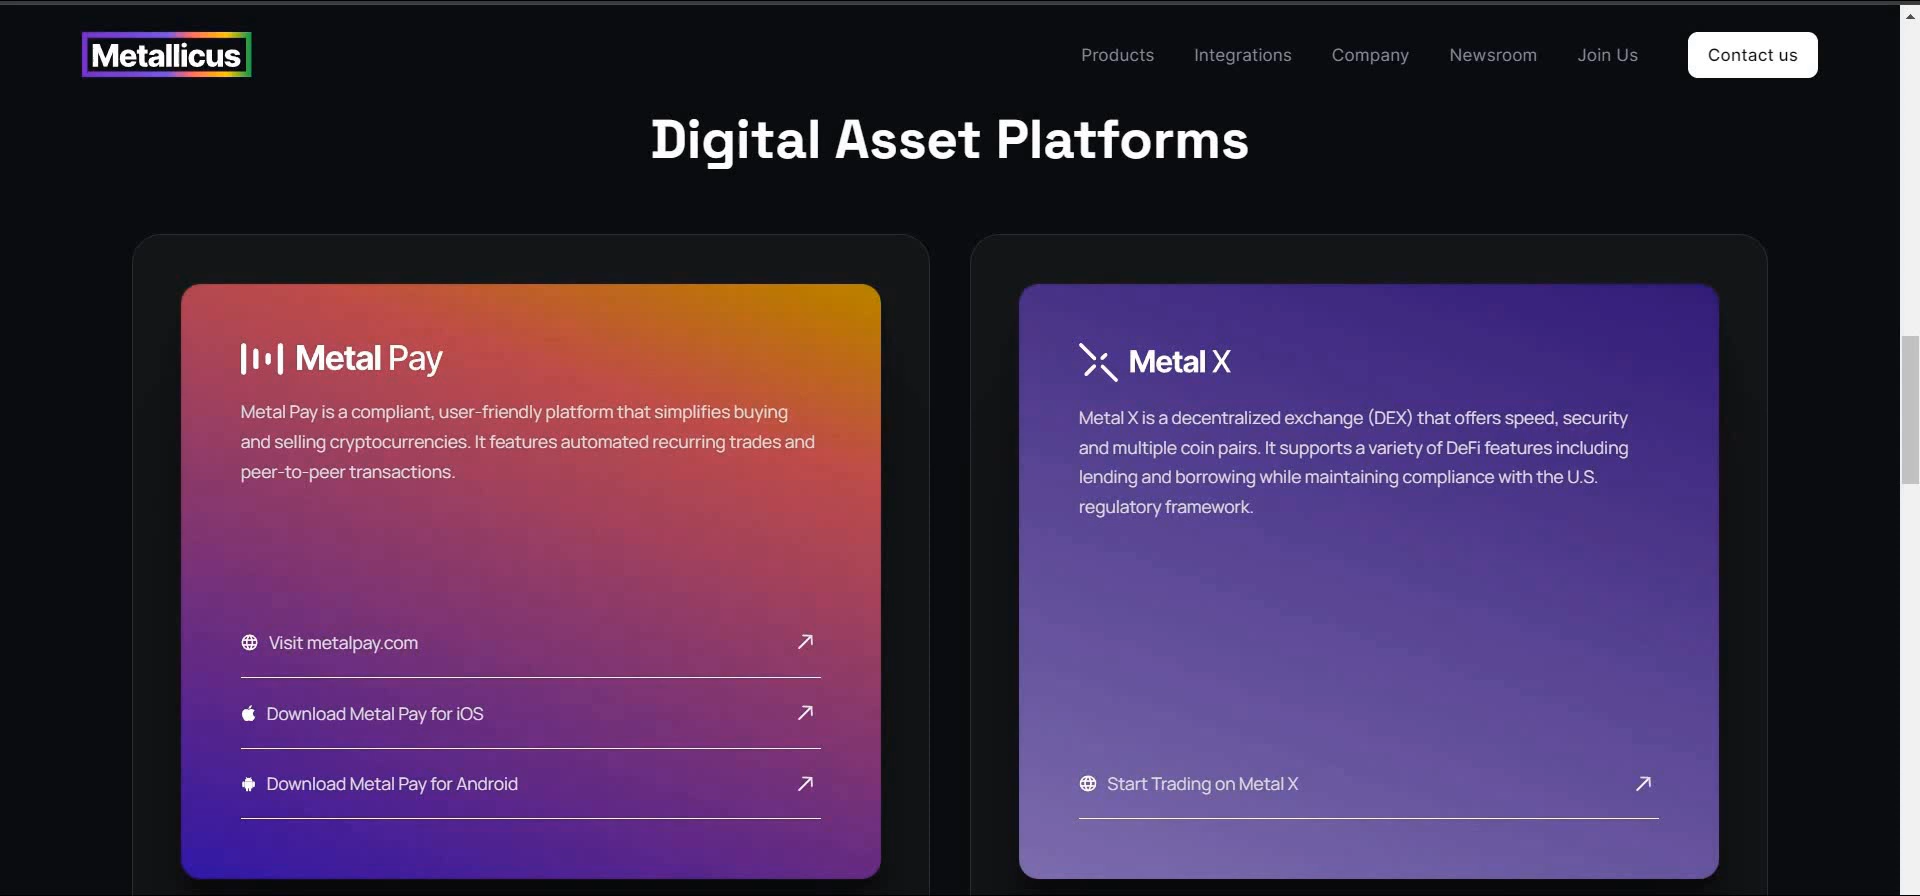 Metallicus
Products
Integrations
Company
Newsroom
Join Us
Contact us
Digital Asset Platforms
Metal Pay
Metal Pay is a compliant, user-friendly platform that simplifies buying
and selling cryptocurrencies. It features automated recurring trades and
peer-to-peer transactions.
Visit metalpay.com
Download Metal Pay for iOS
Download Metal Pay for Android
Metal X
Metal X is a decentralized exchange (DEX) that offers speed, security
and multiple coin pairs. It supports a variety of DeFi features including
lending and borrowing while maintaining compliance with the U.S.
regulatory framework.
Start Trading on Metal X